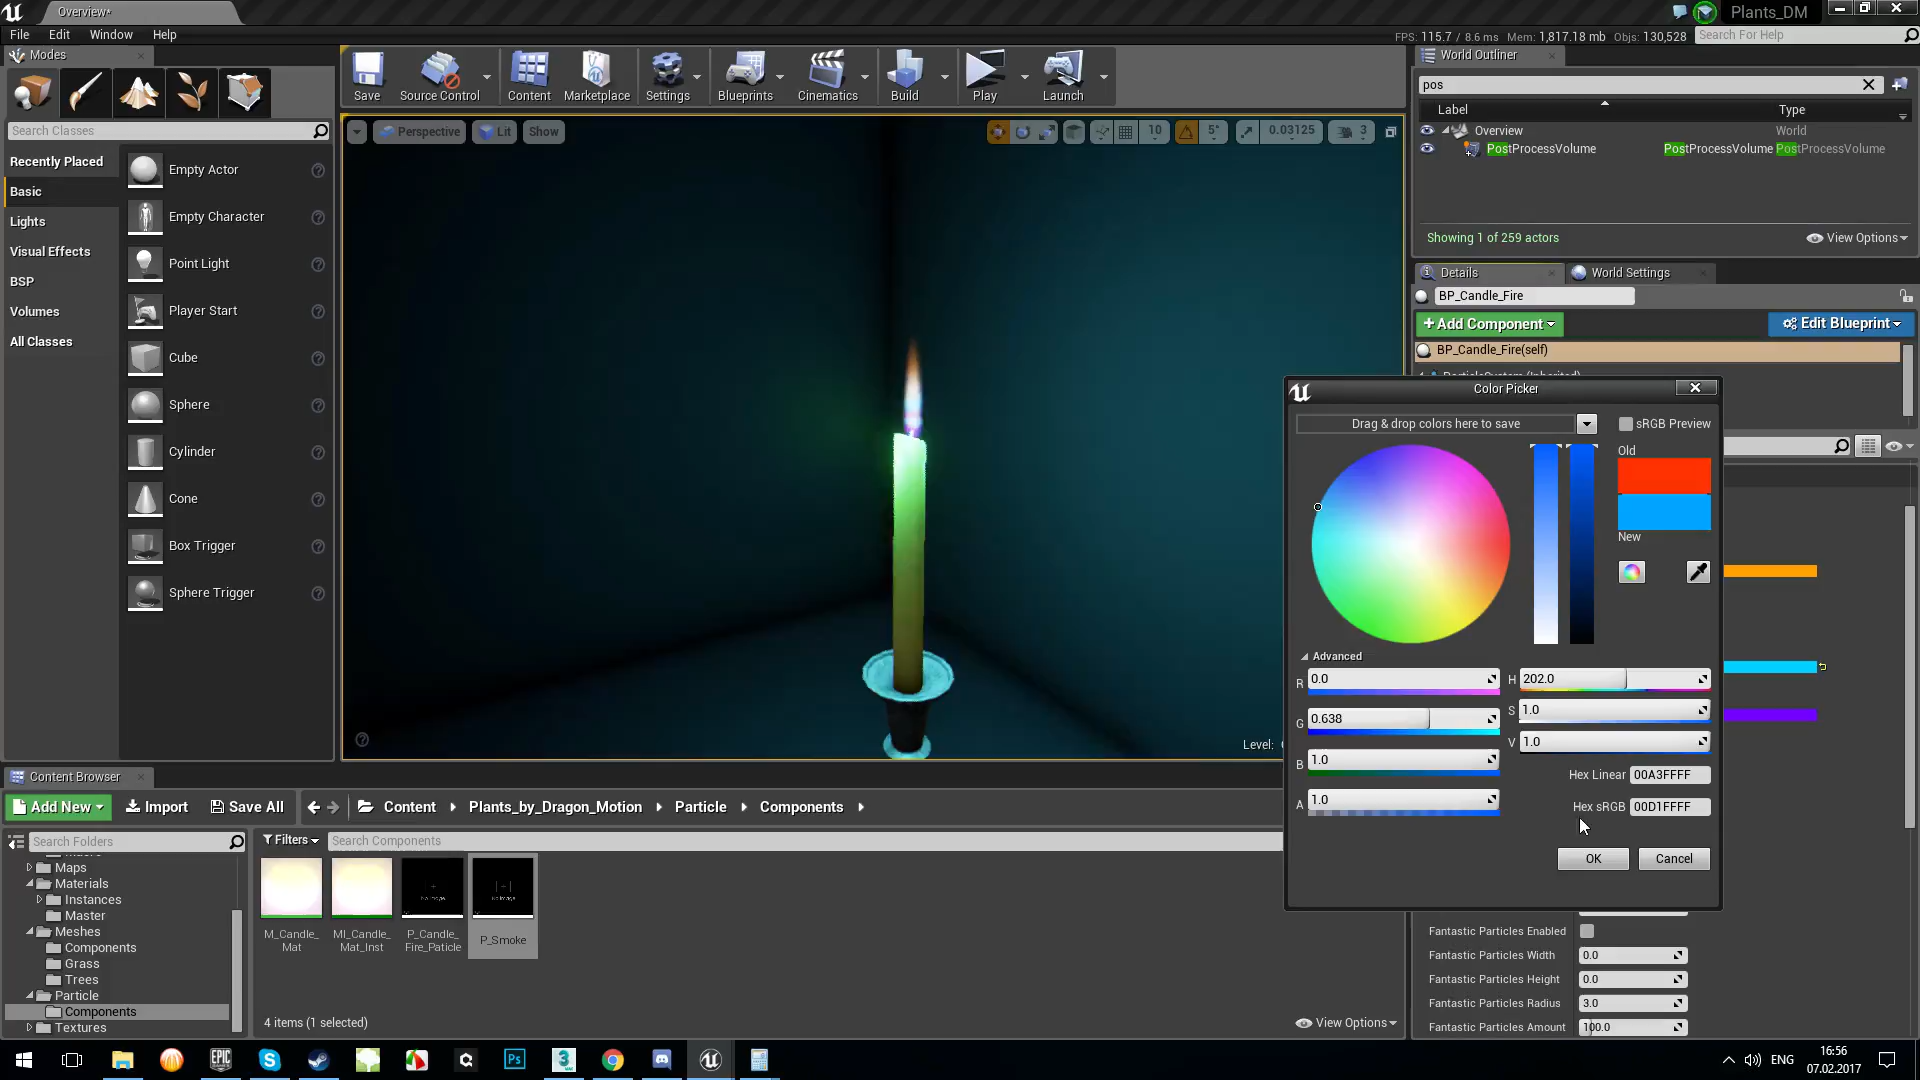 Overview*
Plants_DM
File Edit Window Help
FPS: 115.7 / 8.6 ms Mem: 1,817.18 mb Objs: 130,528
Search For Help
Modes
Save
Source Control
Content
Marketplace
Settings
Blueprints
Cinematics
Build
Play
Launch
Search Classes
Recently Placed
Basic
Lights
Visual Effects
BSP
Volumes
All Classes
Empty Actor
Empty Character
Point Light
Player Start
Cube
Sphere
Cylinder
Cone
Box Trigger
Sphere Trigger
Perspective Lit Show
10 5° 0.03125 3
Level:
World Outliner
pos
Label Type
Overview World
PostProcessVolume PostProcessVolume PostProcessVolume
Showing 1 of 259 actors View Options
Details World Settings
BP_Candle_Fire
+Add Component Edit Blueprint
BP_Candle_Fire(self)
ParticleSystem (Inherited)
Color Picker
Drag & drop colors here to save
sRGB Preview
Old
New
Advanced
R 0.0
G 0.638
B 1.0
A 1.0
H 202.0
S 1.0
V 1.0
Hex Linear 00A3FFFF
Hex sRGB 00D1FFFF
OK Cancel
Fantastic Particles Enabled
Fantastic Particles Width 0.0
Fantastic Particles Height 0.0
Fantastic Particles Radius 3.0
Fantastic Particles Amount 100.0
Content Browser
Add New Import Save All
Content Plants_by_Dragon_Motion Particle Components
Search Folders
Filters Search Components
Maps
Materials
Instances
Master
Meshes
Components
Grass
Trees
Particle
Components
Textures
M_Candle_
Mat
MI_Candle_
Mat_Inst
P_Candle_
Fire_Paticle
P_Smoke
4 items (1 selected) View Options
EPIC
Ps
3
ENG
16:56
07.02.2017